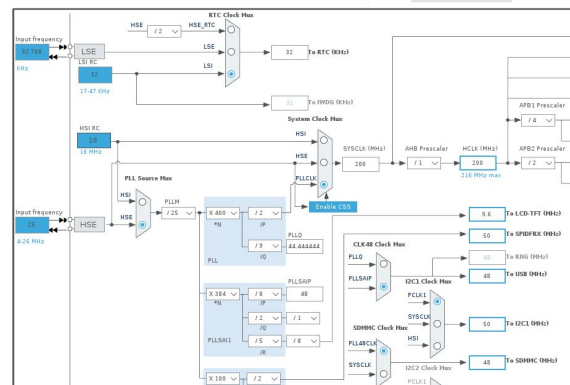 RTC Clock Mux
HSE
/ 2
HSE_RTC
Input frequency
32.768
KHz
LSE
LSE
32
To RTC (KHz)
LSI RC
32
LSI
17-47 KHz
32
To IWDG (KHz)
System Clock Mux
HSI RC
16
16 MHz
HSI
HSE
PLLCLK
SYSCLK (MHz)
200
AHB Prescaler
/ 1
HCLK (MHz)
200
216 MHz max
APB1 Prescaler
/ 4
APB2 Prescaler
/ 2
Enable CSS
PLL Source Mux
HSI
HSE
PLLM
/ 25
Input frequency
25
4-26 MHz
HSE
X 400
*N
/ 2
/P
PLLQ
/ 9
44.444444
/Q
PLL
PLLSAIP
X 384
*N
/ 8
/P
48
/ 2
/ 1
/Q
/ 5
/ 8
/R
PLLSAI1
X 100
/ 2
CLK48 Clock Mux
PLLQ
PLLSAIP
SDMMC Clock Mux
PLL48CLK
SYSCLK
I2C1 Clock Mux
PCLK1
SYSCLK
HSI
I2C2 Clock Mux
PCLK1
9.6
To LCD-TFT (MHz)
50
To SPDIFRX (MHz)
48
To RNG (MHz)
48
To USB (MHz)
50
To I2C1 (MHz)
48
To SDMMC (MHz)